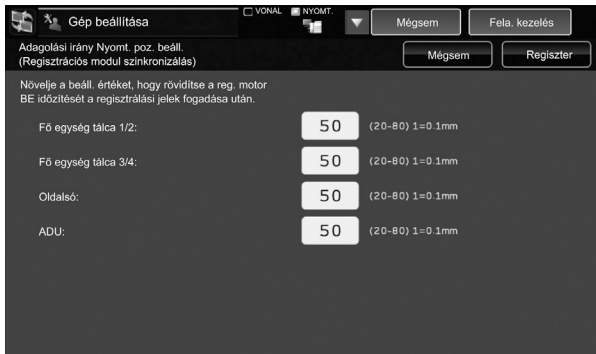 Gép beállítása
VONAL NYOMT.
Mégsem
Fela. kezelés
Adagolási irány Nyomt. poz. beáll.
(Regisztrációs modul szinkronizálás)
Mégsem
Regiszter
Növelje a beáll. értéket, hogy rövidítse a reg. motor
BE időzítését a regisztrálási jelek fogadása után.
Fő egység tálca 1/2: 50 (20-80) 1=0.1mm
Fő egység tálca 3/4: 50 (20-80) 1=0.1mm
Oldalsó: 50 (20-80) 1=0.1mm
ADU: 50 (20-80) 1=0.1mm